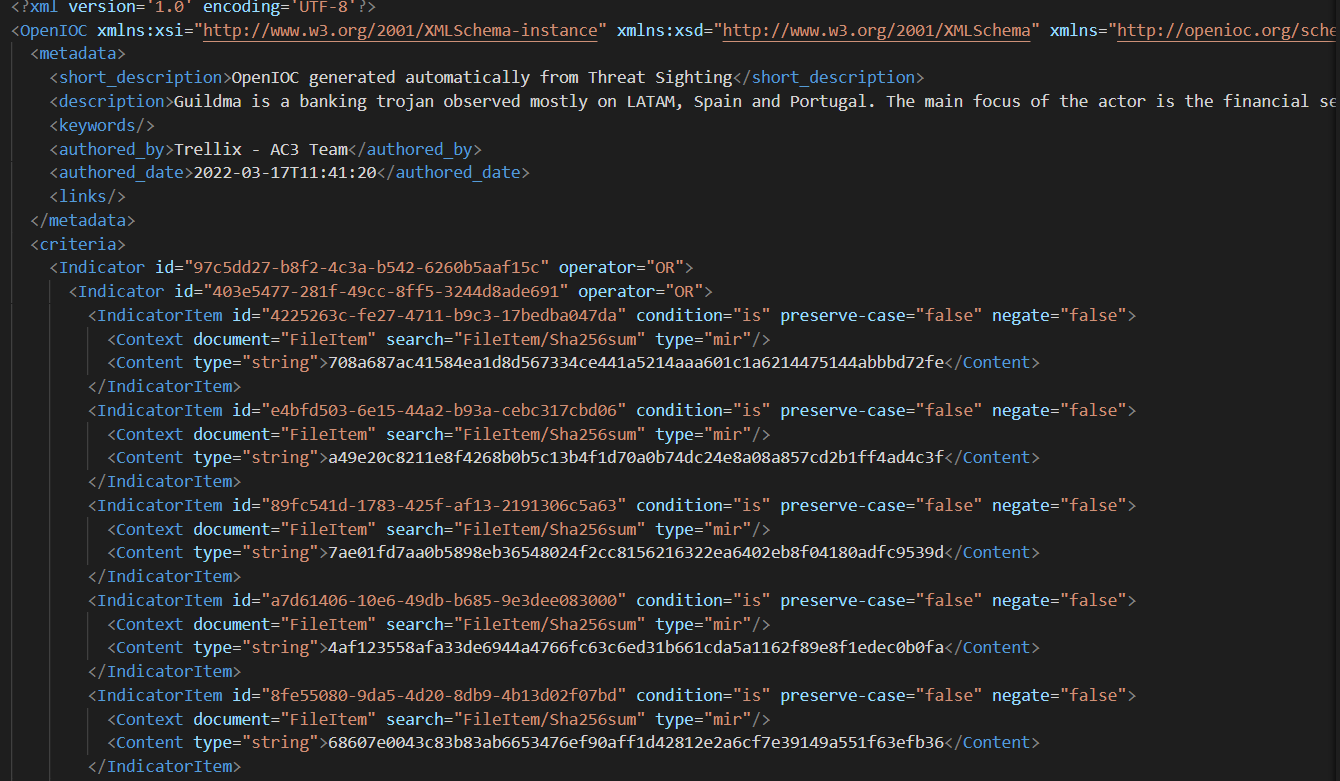 <?xml version='1.0' encoding='UTF-8'?>
<OpenIOC xmlns:xsi="http://www.w3.org/2001/XMLSchema-instance" xmlns:xsd="http://www.w3.org/2001/XMLSchema" xmlns="http://openioc.org/sche
<metadata>
<short_description>OpenIOC generated automatically from Threat Sighting</short_description>
<description>Guildma is a banking trojan observed mostly on LATAM, Spain and Portugal. The main focus of the actor is the financial se
<keywords/>
<authored_by>Trellix - AC3 Team</authored_by>
<authored_date>2022-03-17T11:41:20</authored_date>
<links/>
</metadata>
<criteria>
<Indicator id="97c5dd27-b8f2-4c3a-b542-6260b5aaf15c" operator="OR">
<Indicator id="403e5477-281f-49cc-8ff5-3244d8ade691" operator="OR">
<IndicatorItem id="4225263c-fe27-4711-b9c3-17bedba047da" condition="is" preserve-case="false" negate="false">
<Context document="FileItem" search="FileItem/Sha256sum" type="mir"/>
<Content type="string">708a687ac41584ea1d8d567334ce441a5214aaa601c1a6214475144abbbd72fe</Content>
</IndicatorItem>
<IndicatorItem id="e4bfd503-6e15-44a2-b93a-cebc317cbd06" condition="is" preserve-case="false" negate="false">
<Context document="FileItem" search="FileItem/Sha256sum" type="mir"/>
<Content type="string">a49e20c8211e8f4268b0b5c13b4f1d70a0b74dc24e8a08a857cd2b1ff4ad4c3f</Content>
</IndicatorItem>
<IndicatorItem id="89fc541d-1783-425f-af13-2191306c5a63" condition="is" preserve-case="false" negate="false">
<Context document="FileItem" search="FileItem/Sha256sum" type="mir"/>
<Content type="string">7ae01fd7aa0b5898eb36548024f2cc8156216322ea6402eb8f04180adfc9539d</Content>
</IndicatorItem>
<IndicatorItem id="a7d61406-10e6-49db-b685-9e3dee083000" condition="is" preserve-case="false" negate="false">
<Context document="FileItem" search="FileItem/Sha256sum" type="mir"/>
<Content type="string">4af123558afa33de6944a4766fc63c6ed31b661cda5a1162f89e8f1edec0b0fa</Content>
</IndicatorItem>
<IndicatorItem id="8fe55080-9da5-4d20-8db9-4b13d02f07bd" condition="is" preserve-case="false" negate="false">
<Context document="FileItem" search="FileItem/Sha256sum" type="mir"/>
<Content type="string">68607e0043c83b83ab6653476ef90aff1d42812e2a6cf7e39149a551f63efb36</Content>
</IndicatorItem>